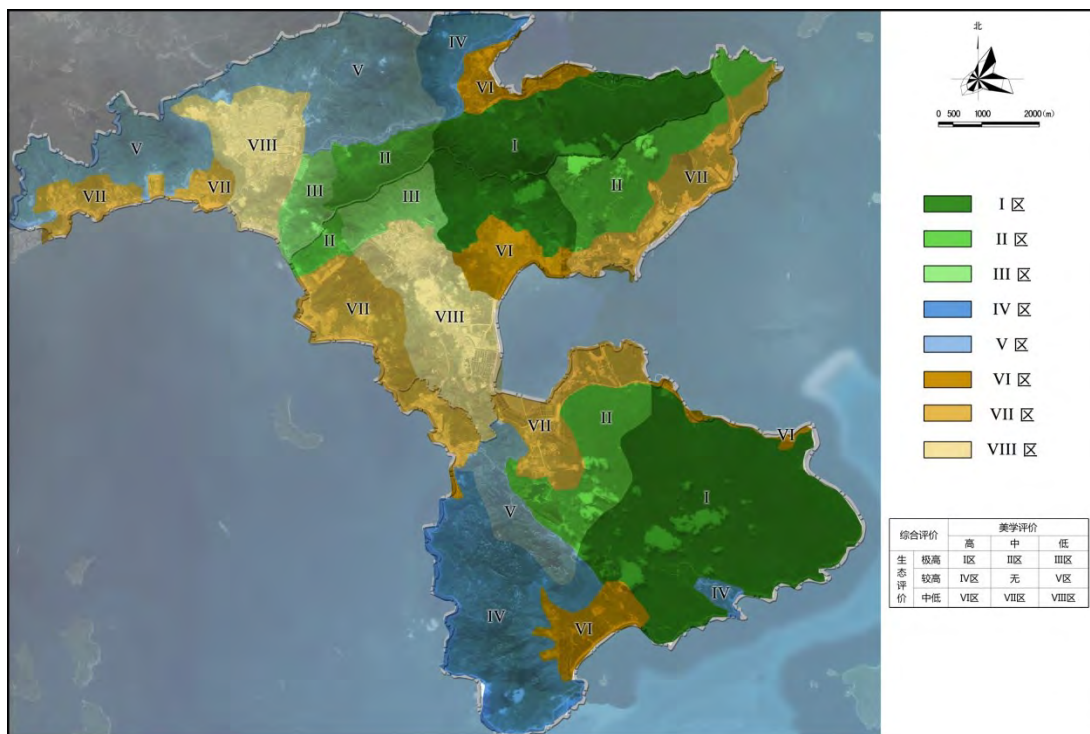 IV
V
VI
I
V
VIII
II
II
III
III
VII
VII
VII
II
VI
VII
VIII
II
VII
VI
I
V
IV
IV
VI
北
0 500 1000 2000(m)
I 区
II 区
III 区
IV 区
V 区
VI 区
VII 区
VIII 区
综合评价 美学评价
高 中 低
生态评价 极高 I区 II区 III区
较高 IV区 无 V区
中低 VI区 VII区 VIII区